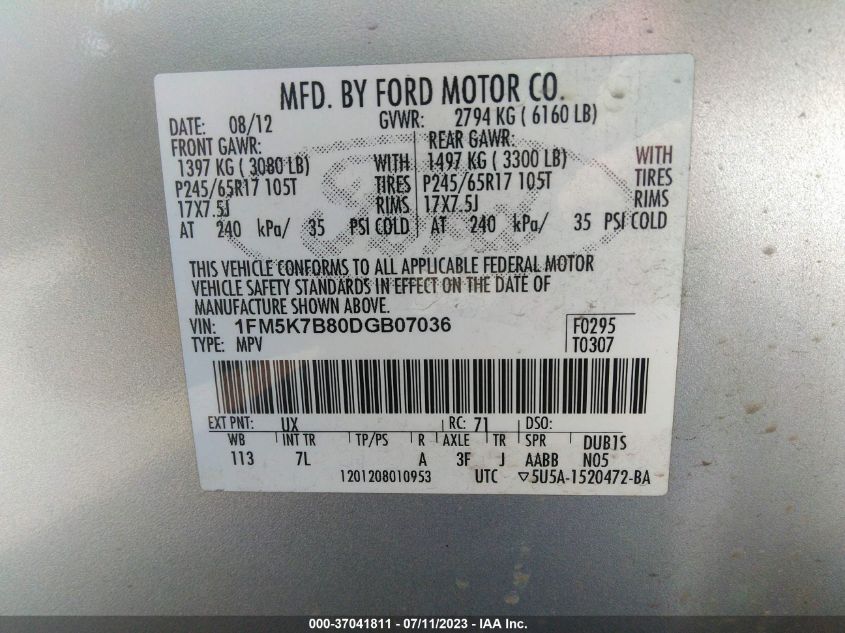 MFD. BY FORD MOTOR CO.
DATE: 08/12 GVWR: 2794 KG ( 6160 LB)
FRONT GAWR: REAR GAWR:
1397 KG ( 3080 LB) WITH 1497 KG ( 3300 LB) WITH
P245/65R17 105T TIRES P245/65R17 105T TIRES
17X7.5J RIMS 17X7.5J RIMS
AT 240 kPa/ 35 PSI COLD AT 240 kPa/ 35 PSI COLD
Ford
THIS VEHICLE CONFORMS TO ALL APPLICABLE FEDERAL MOTOR
VEHICLE SAFETY STANDARDS IN EFFECT ON THE DATE OF
MANUFACTURE SHOWN ABOVE.
VIN: 1FM5K7B80DGB07036 F0295
TYPE: MPV T0307
EXT PNT: UX RC: 71 DSO:
WB INT TR TP/PS R AXLE TR SPR DUB1S
113 7L A 3F J AABB N05
1201208010953 UTC ▽5U5A-1520472-BA
000-37041811 - 07/11/2023 - IAA Inc.